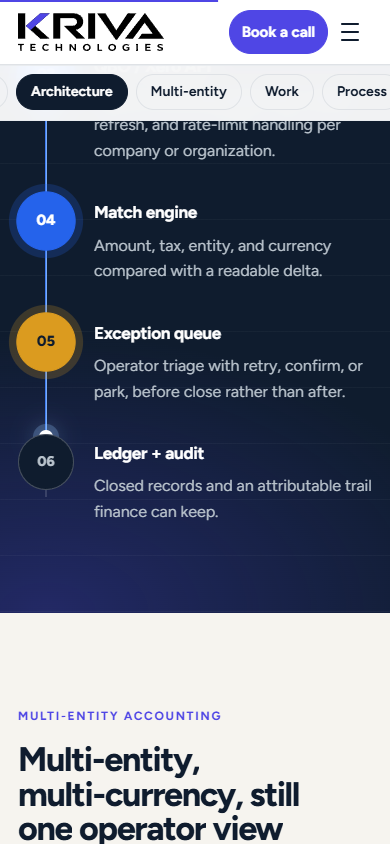 KRIVA
TECHNOLOGIES
Book a call
Architecture
Multi-entity
Work
Process
refresh, and rate-limit handling per
company or organization.
04
Match engine
Amount, tax, entity, and currency
compared with a readable delta.
05
Exception queue
Operator triage with retry, confirm, or
park, before close rather than after.
06
Ledger + audit
Closed records and an attributable trail
finance can keep.
MULTI-ENTITY ACCOUNTING
Multi-entity,
multi-currency, still
one operator view